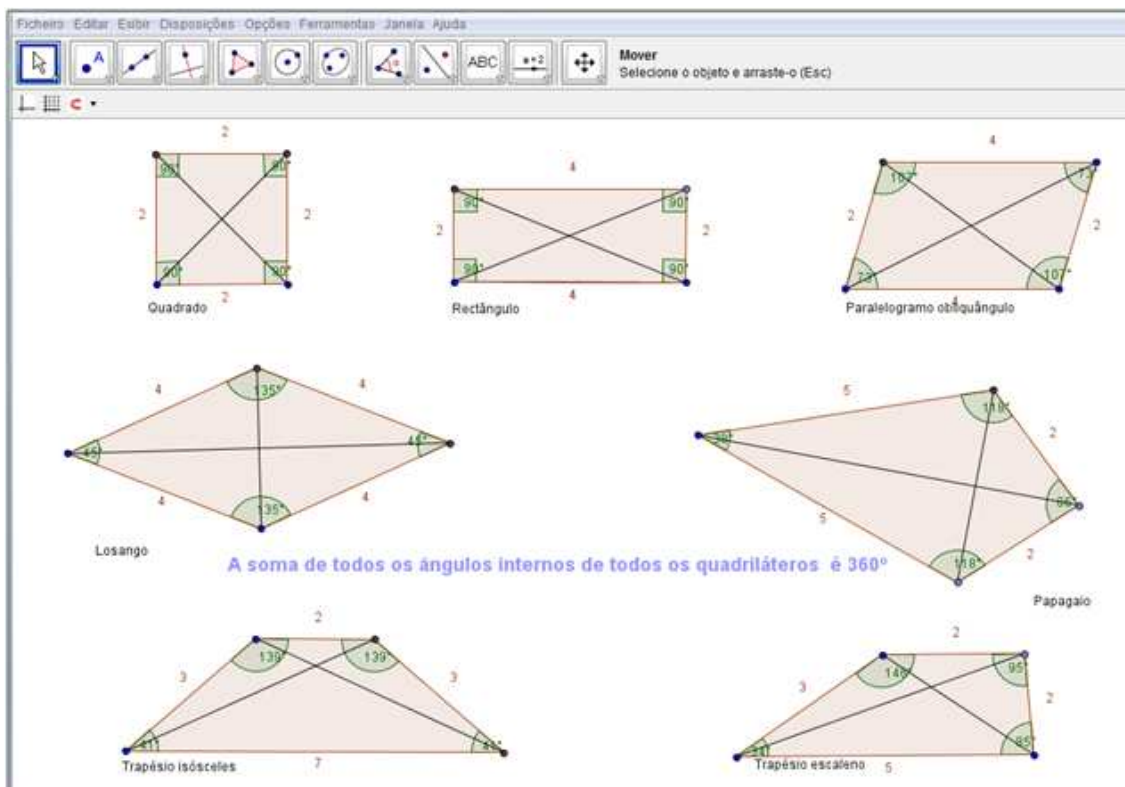 Ficheiro Editar Exibir Disposições Opções Ferramentas Janela Ajuda
A
α
ABC
a=2
Mover
Selecione o objeto e arraste-o (Esc)
2
90° 90°
2 2
90° 90°
2
Quadrado
4
90° 90°
2
90° 90°
4
Rectângulo
4
107° 73°
2 2
73° 107°
4
Paralelogramo obliquângulo
4 135° 4
45° 45°
4 135° 4
Losango
5 118° 2
5 118° 2
Papagaio
A soma de todos os ângulos internos de todos os quadriláteros é 360º
2
139° 139°
3 3
41° 41°
7
Trapésio isósceles
2
146° 95°
3 2
34° 85°
5
Trapésio escaleno